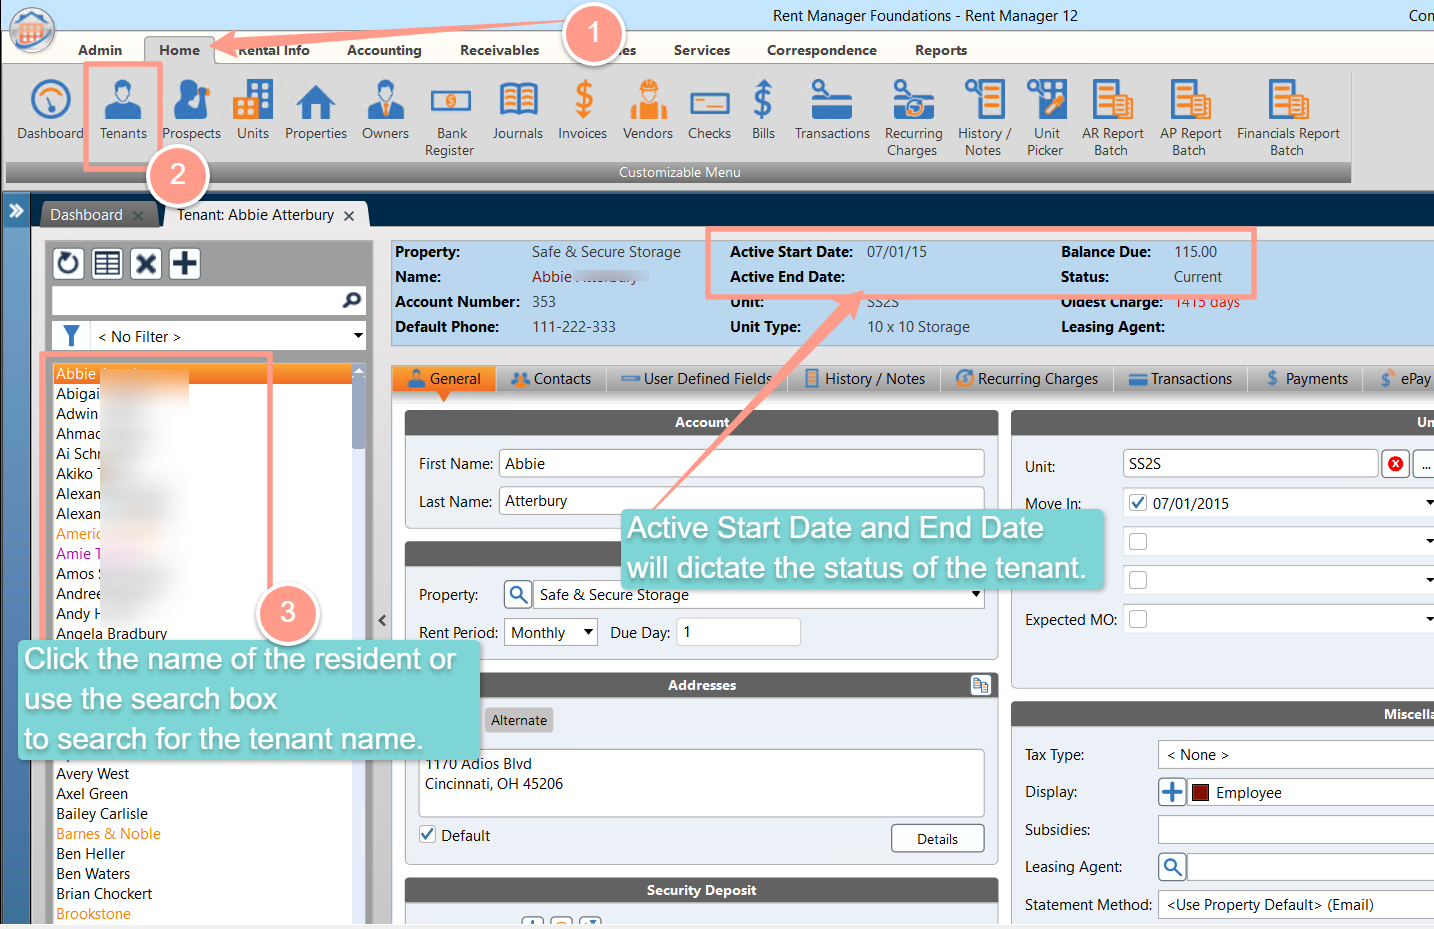 Rent Manager Foundations - Rent Manager 12
Admin Home Rental Info Accounting Receivables Services Correspondence Reports
1
Dashboard Tenants Prospects Units Properties Owners Bank Register Journals Invoices Vendors Checks Bills Transactions Recurring Charges History / Notes Unit Picker AR Report Batch AP Report Batch Financials Report Batch
2
Customizable Menu
Dashboard Tenant: Abbie Atterbury
Property: Safe & Secure Storage Active Start Date: 07/01/15 Balance Due: 115.00
Name: Abbie Atterbury Active End Date: Status: Current
Account Number: 353 Unit: SS2S Oldest Charge: 1415 days
Default Phone: 111-222-333 Unit Type: 10 x 10 Storage Leasing Agent:
< No Filter >
Abbie
Abigai
Adwin
Ahmad
Ai Schr
Akiko
Alexan
Alexan
Americ
Amie T
Amos S
Andree
Andy H
Angela Bradbury
3
Click the name of the resident or
use the search box
to search for the tenant name.
Avery West
Axel Green
Bailey Carlisle
Barnes & Noble
Ben Heller
Ben Waters
Brian Chockert
Brookstone
General Contacts User Defined Fields History / Notes Recurring Charges Transactions Payments ePay
Account
First Name: Abbie
Last Name: Atterbury
Active Start Date and End Date
will dictate the status of the tenant.
Property: Safe & Secure Storage
Rent Period: Monthly Due Day: 1
Addresses
Alternate
1170 Adios Blvd
Cincinnati, OH 45206
Default Details
Security Deposit
Unit: SS2S ...
Move In: 07/01/2015
Expected MO:
Tax Type: < None >
Display: Employee
Subsidies:
Leasing Agent:
Statement Method: <Use Property Default> (Email)